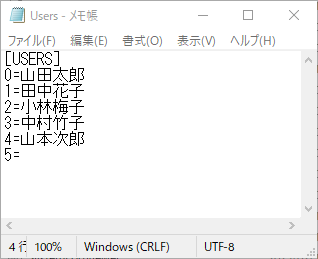 Users - メモ帳
ファイル(F) 編集(E) 書式(O) 表示(V) ヘルプ(H)
[USERS]
0=山田太郎
1=田中花子
2=小林梅子
3=中村竹子
4=山本次郎
5=
4 行 100% Windows (CRLF) UTF-8